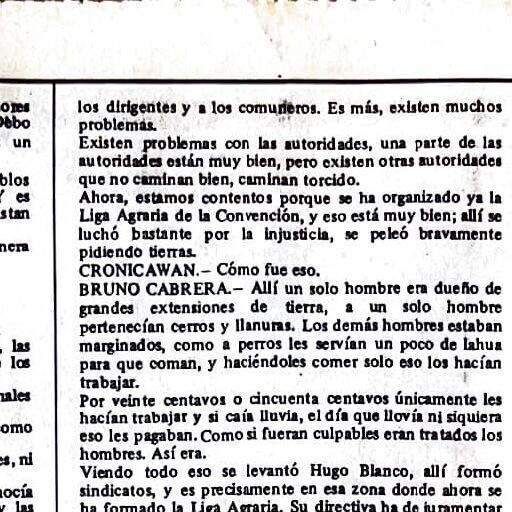 ores
Debo
un
blos
Y es
stan
nera
, las
los
nales
como
es, ni
nocía
y las
los dirigentes y a los comuneros. Es más, existen muchos
problemas.
Existen problemas con las autoridades, una parte de las
autoridades están muy bien, pero existen otras autoridades
que no caminan bien, caminan torcido.
Ahora, estamos contentos porque se ha organizado ya la
Liga Agraria de la Convención, y eso está muy bien; allí se
luchó bastante por la injusticia, se peleó bravamente
pidiendo tierras.
CRONICAWAN.— Cómo fue eso.
BRUNO CABRERA.— Allí un solo hombre era dueño de
grandes extensiones de tierra, a un solo hombre
pertenecían cerros y llanuras. Los demás hombres estaban
marginados, como a perros les servían un poco de lahua
para que coman, y haciéndoles comer solo eso los hacían
trabajar.
Por veinte centavos o cincuenta centavos únicamente les
hacían trabajar y si caía lluvia, el día que llovía ni siquiera
eso les pagaban. Como si fueran culpables eran tratados los
hombres. Así era.
Viendo todo eso se levantó Hugo Blanco, allí formó
sindicatos, y es precisamente en esa zona donde ahora se
ha formado la Liga Agraria. Su directiva ha de juramentar